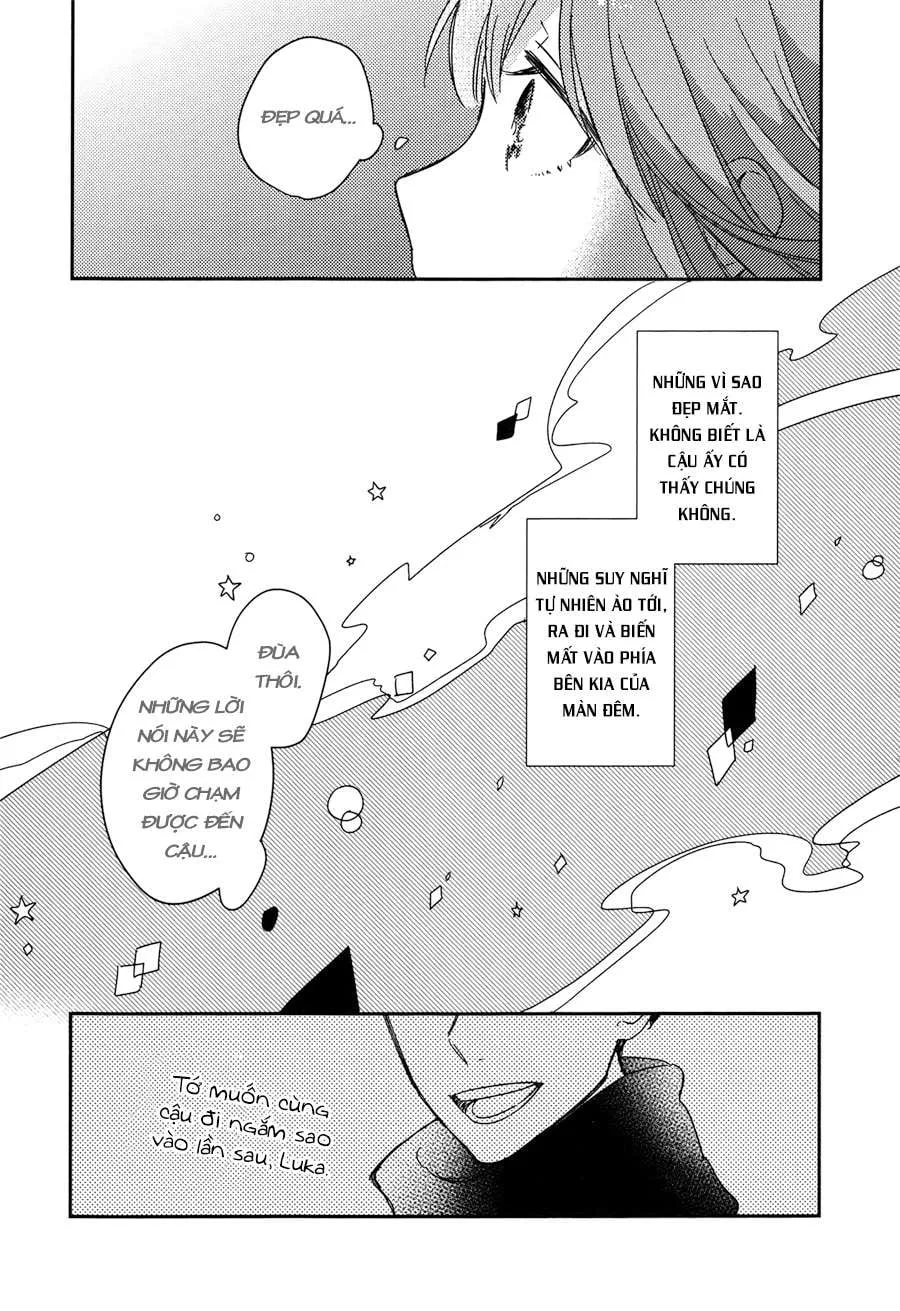 ĐẸP QUÁ...
NHỮNG VÌ SAO
ĐẸP MẮT.
KHÔNG BIẾT LÀ
CẬU ẤY CÓ
THẤY CHÚNG
KHÔNG.
NHỮNG SUY NGHĨ
TỰ NHIÊN ÀO TỚI,
RA ĐI VÀ BIẾN
MẤT VÀO PHÍA
BÊN KIA CỦA
MÀN ĐÊM.
ĐÙA
THÔI.
NHỮNG LỜI
NÓI NÀY SẼ
KHÔNG BAO
GIỜ CHẠM
ĐƯỢC ĐẾN
CẬU...
Tớ muốn cùng
cậu đi ngắm sao
vào lần sau, Luka.